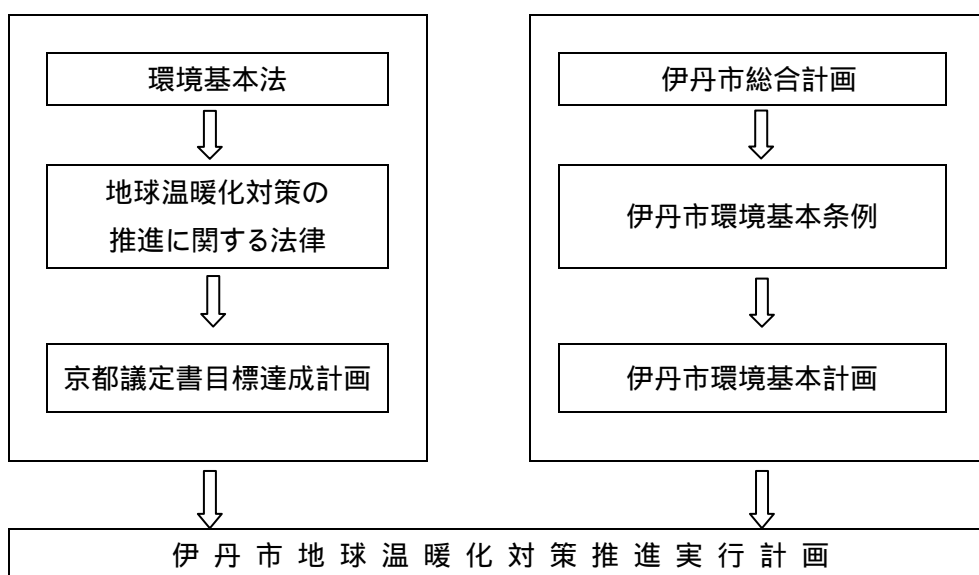 環境基本法
地球温暖化対策の
推進に関する法律
京都議定書目標達成計画
伊丹市総合計画
伊丹市環境基本条例
伊丹市環境基本計画
伊丹市地球温暖化対策推進実行計画